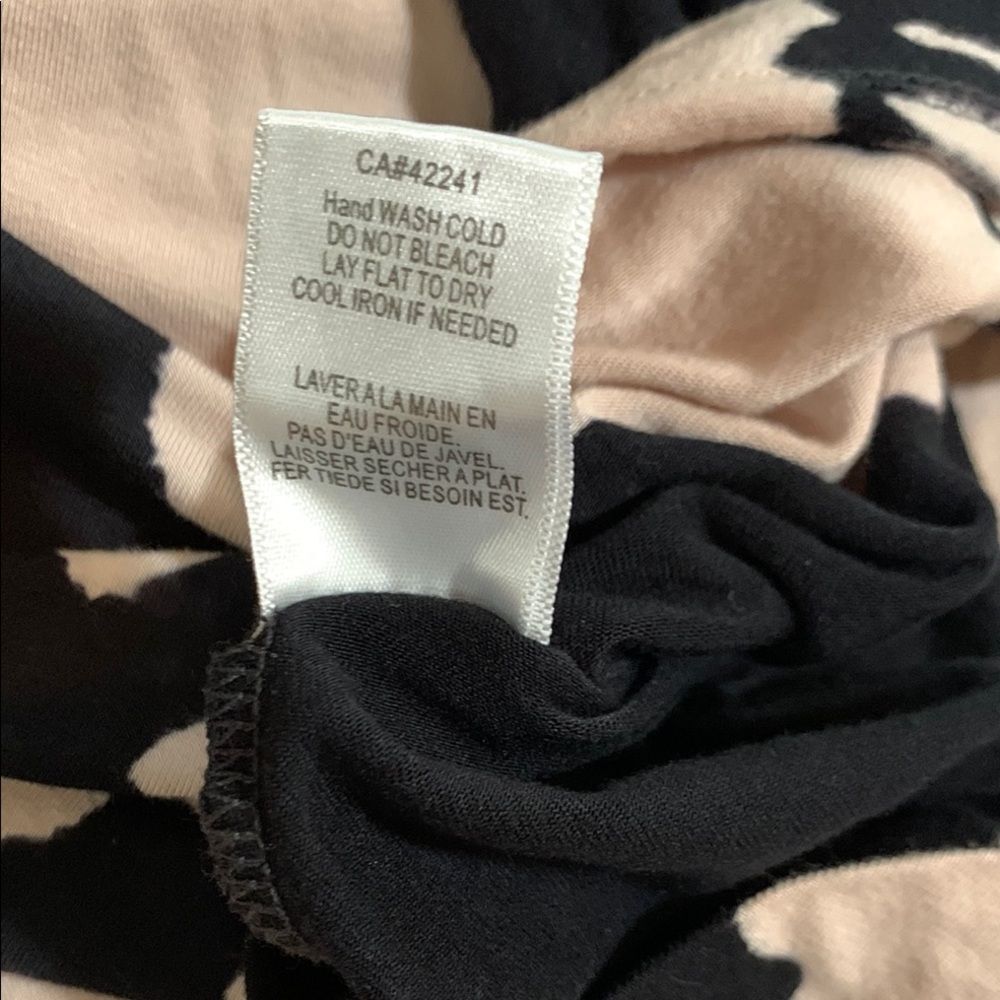 CA#42241
Hand WASH COLD
DO NOT BLEACH
LAY FLAT TO DRY
COOL IRON IF NEEDED
LAVER A LA MAIN EN
EAU FROIDE.
PAS D'EAU DE JAVEL.
LAISSER SECHER A PLAT.
FER TIEDE SI BESOIN EST.